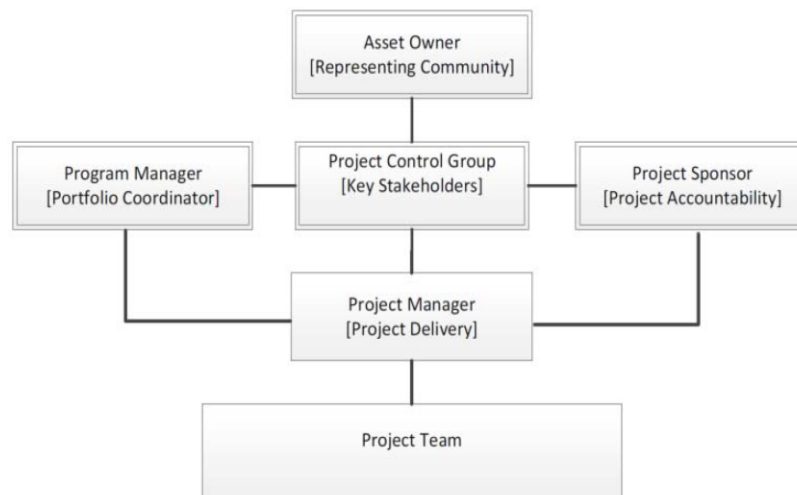 Asset Owner
[Representing Community]
Program Manager
[Portfolio Coordinator]
Project Control Group
[Key Stakeholders]
Project Sponsor
[Project Accountability]
Project Manager
[Project Delivery]
Project Team